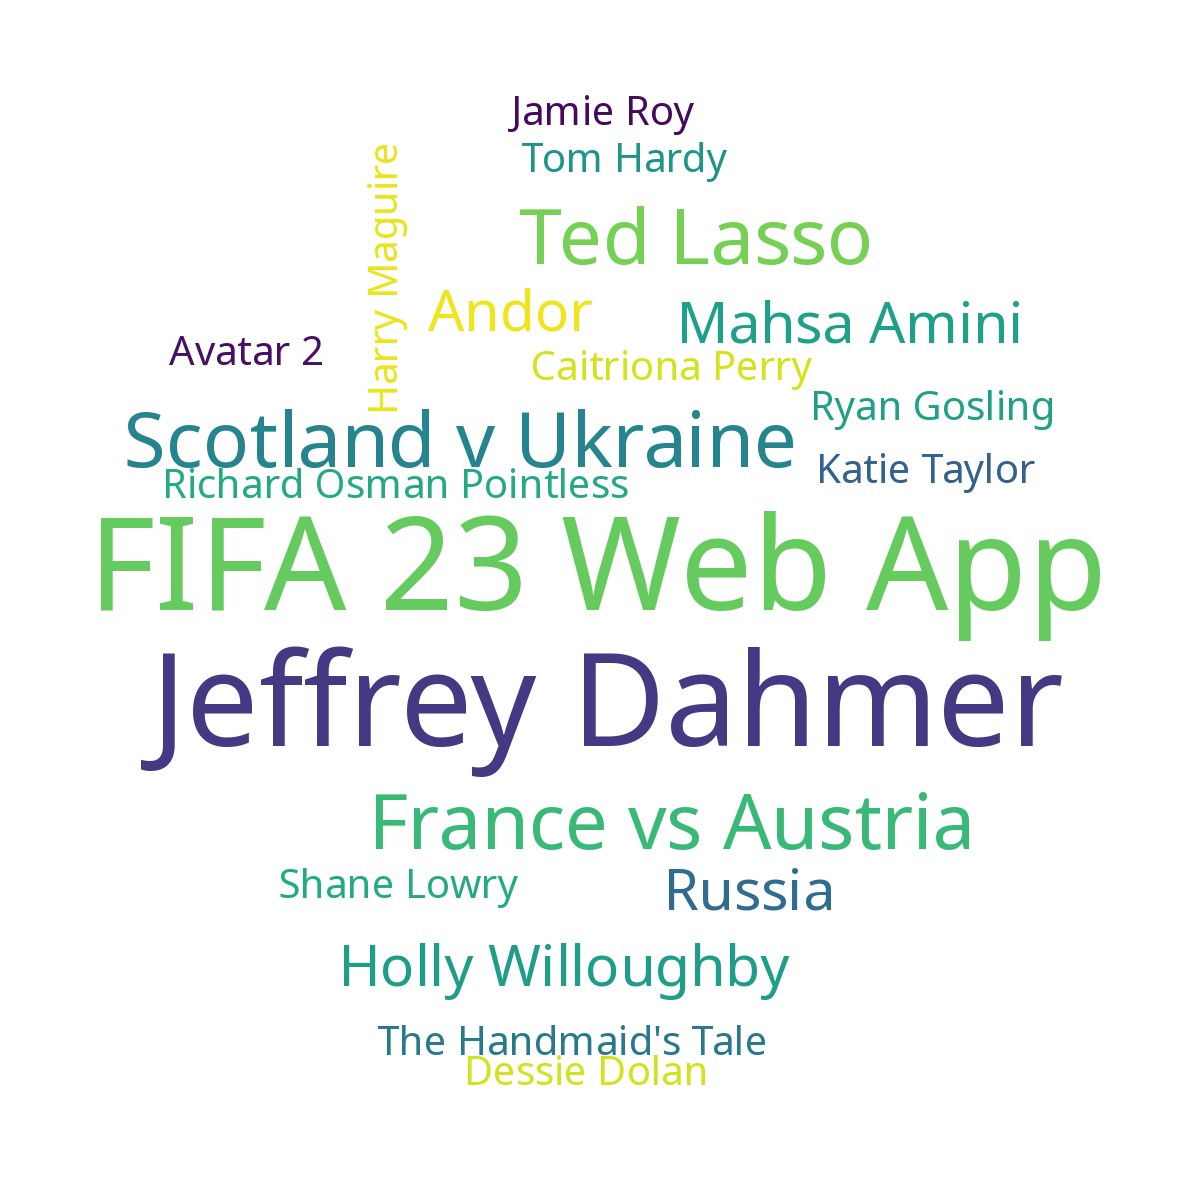 Jamie Roy
Tom Hardy
Harry Maguire
Ted Lasso
Andor
Mahsa Amini
Avatar 2
Caitriona Perry
Ryan Gosling
Scotland v Ukraine
Katie Taylor
Richard Osman Pointless
FIFA 23 Web App
Jeffrey Dahmer
France vs Austria
Shane Lowry
Russia
Holly Willoughby
The Handmaid's Tale
Dessie Dolan